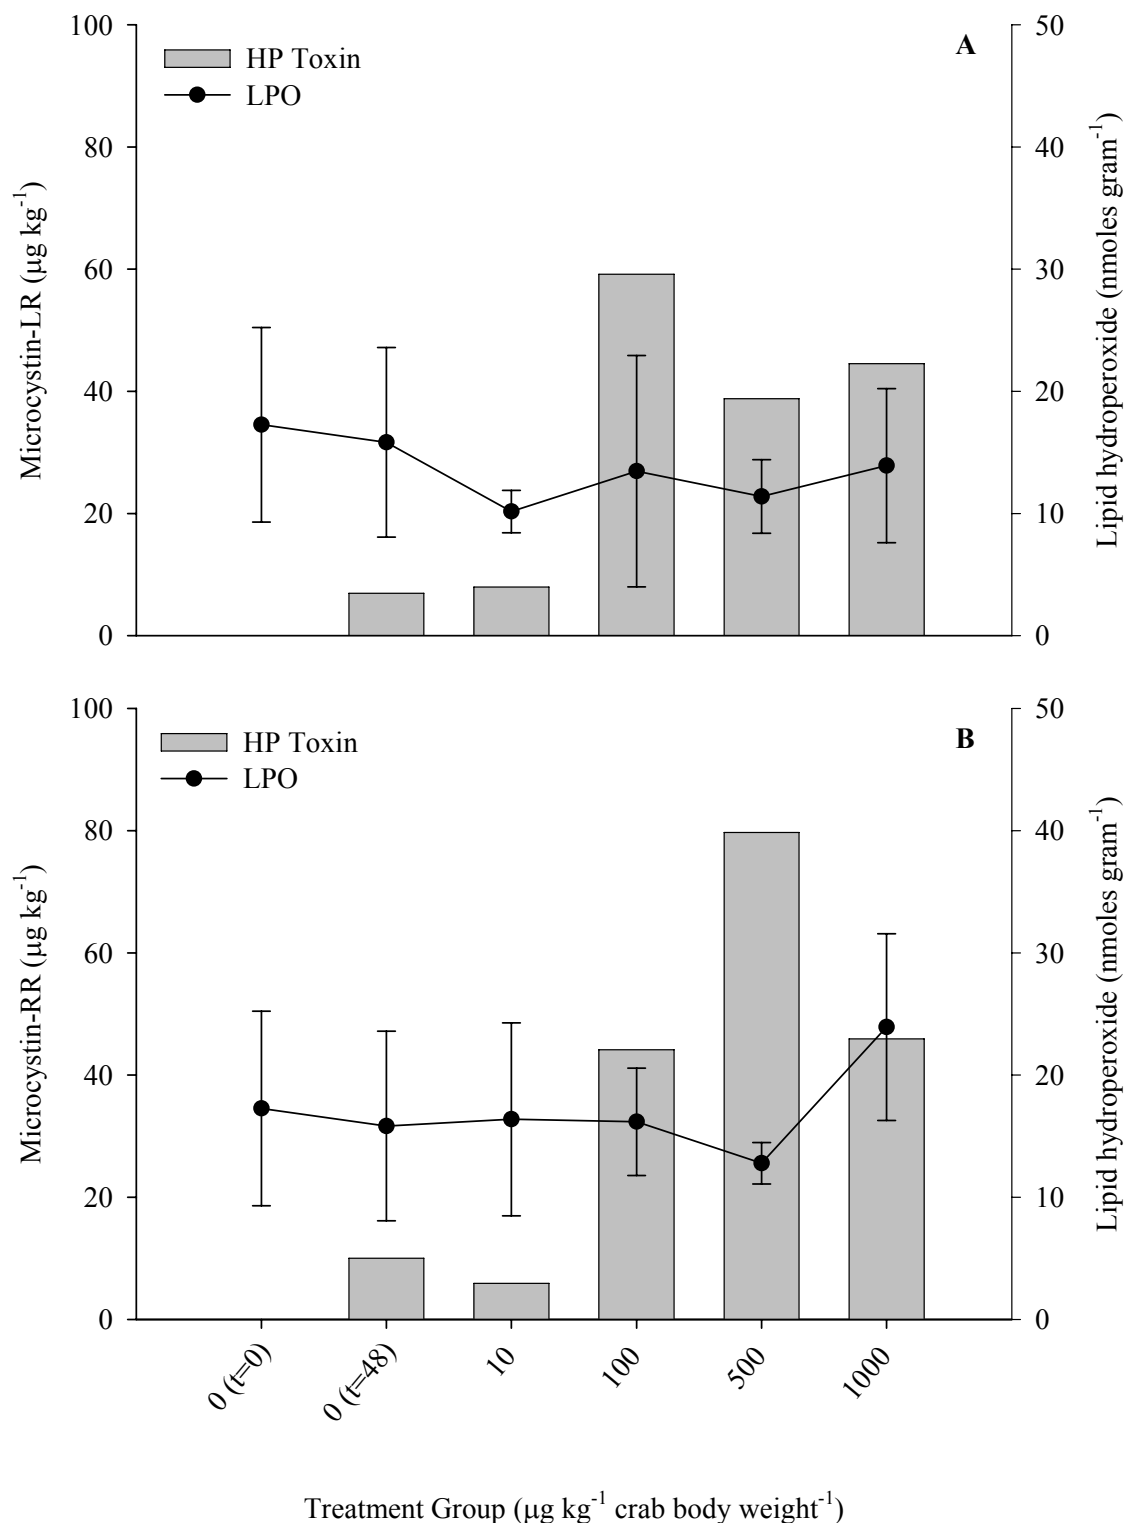 A
HP Toxin
LPO
100
80
60
40
20
0
Microcystin-LR (µg kg⁻¹)
50
40
30
20
10
0
Lipid hydroperoxide (nmoles gram⁻¹)
B
HP Toxin
LPO
100
80
60
40
20
0
Microcystin-RR (µg kg⁻¹)
50
40
30
20
10
0
Lipid hydroperoxide (nmoles gram⁻¹)
0 (t=0)
0 (t=48)
10
100
500
1000
Treatment Group (µg kg⁻¹ crab body weight⁻¹)